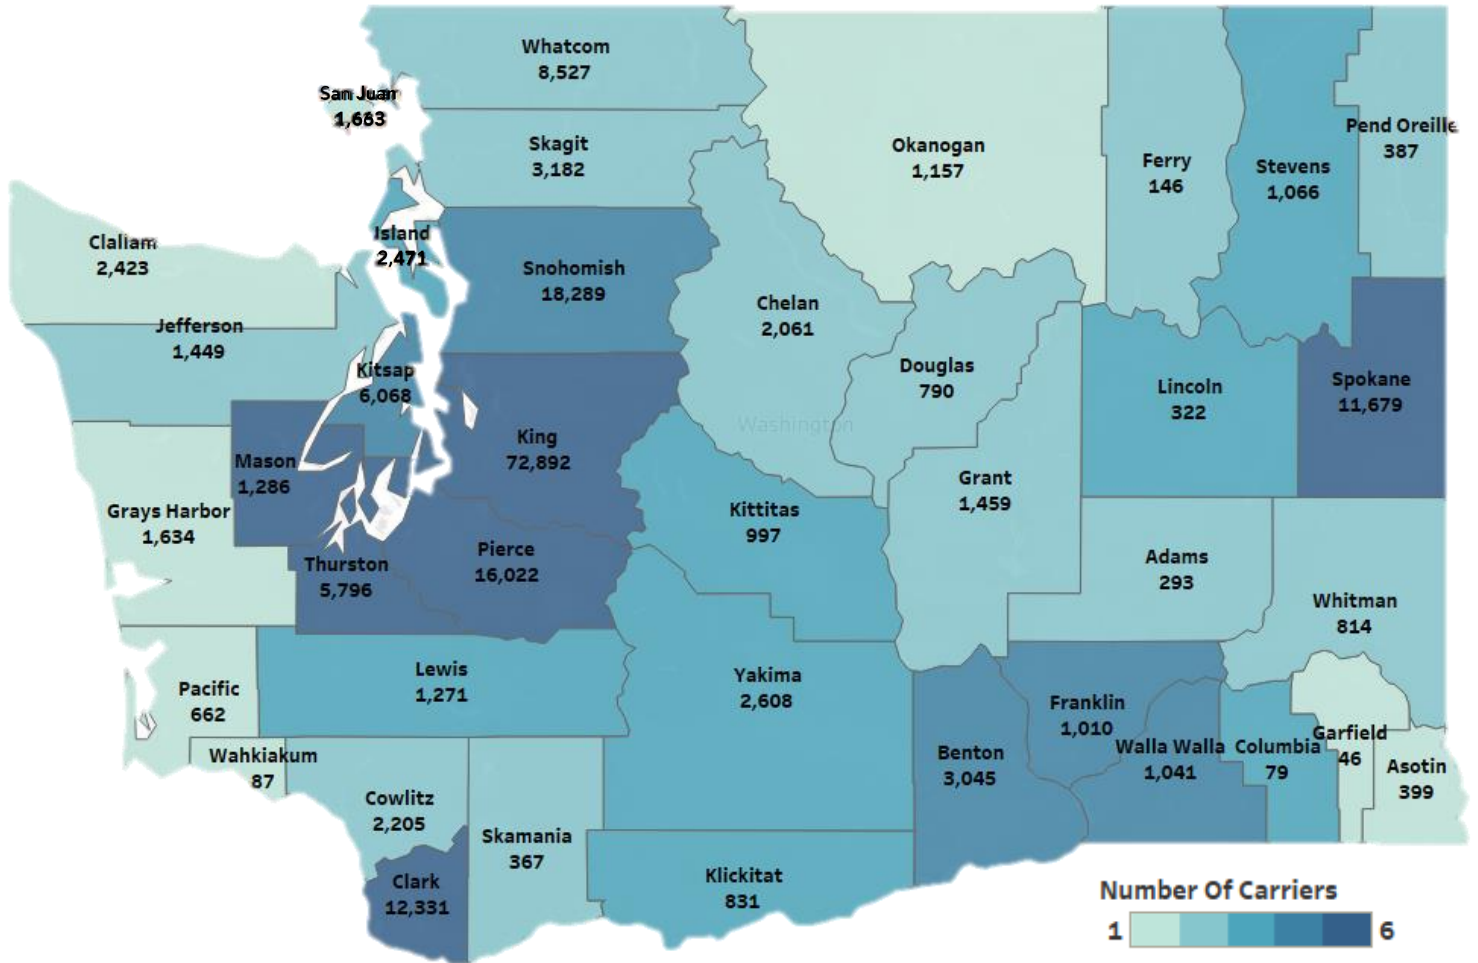 Whatcom
8,527
San Juan
Skagit
3,182
Okanogan
1,157
Ferry
146
Stevens
1,066
Pend Oreille
387
Clallam
2,423
Island
2,471
Snohomish
18,289
Chelan
2,061
Jefferson
1,449
Kitsap
6,068
Douglas
790
Lincoln
322
Spokane
11,679
Washington
King
72,892
Mason
1,286
Grays Harbor
1,634
Kittitas
997
Grant
1,459
Thurston
5,796
Pierce
16,022
Adams
293
Whitman
814
Pacific
662
Lewis
1,271
Yakima
2,608
Franklin
1,010
Walla Walla
1,041
Columbia
79
Garfield
46
Asotin
399
Wahkiakum
87
Benton
3,045
Cowlitz
2,205
Skamania
367
Clark
12,331
Klickitat
831
Number Of Carriers
1 6